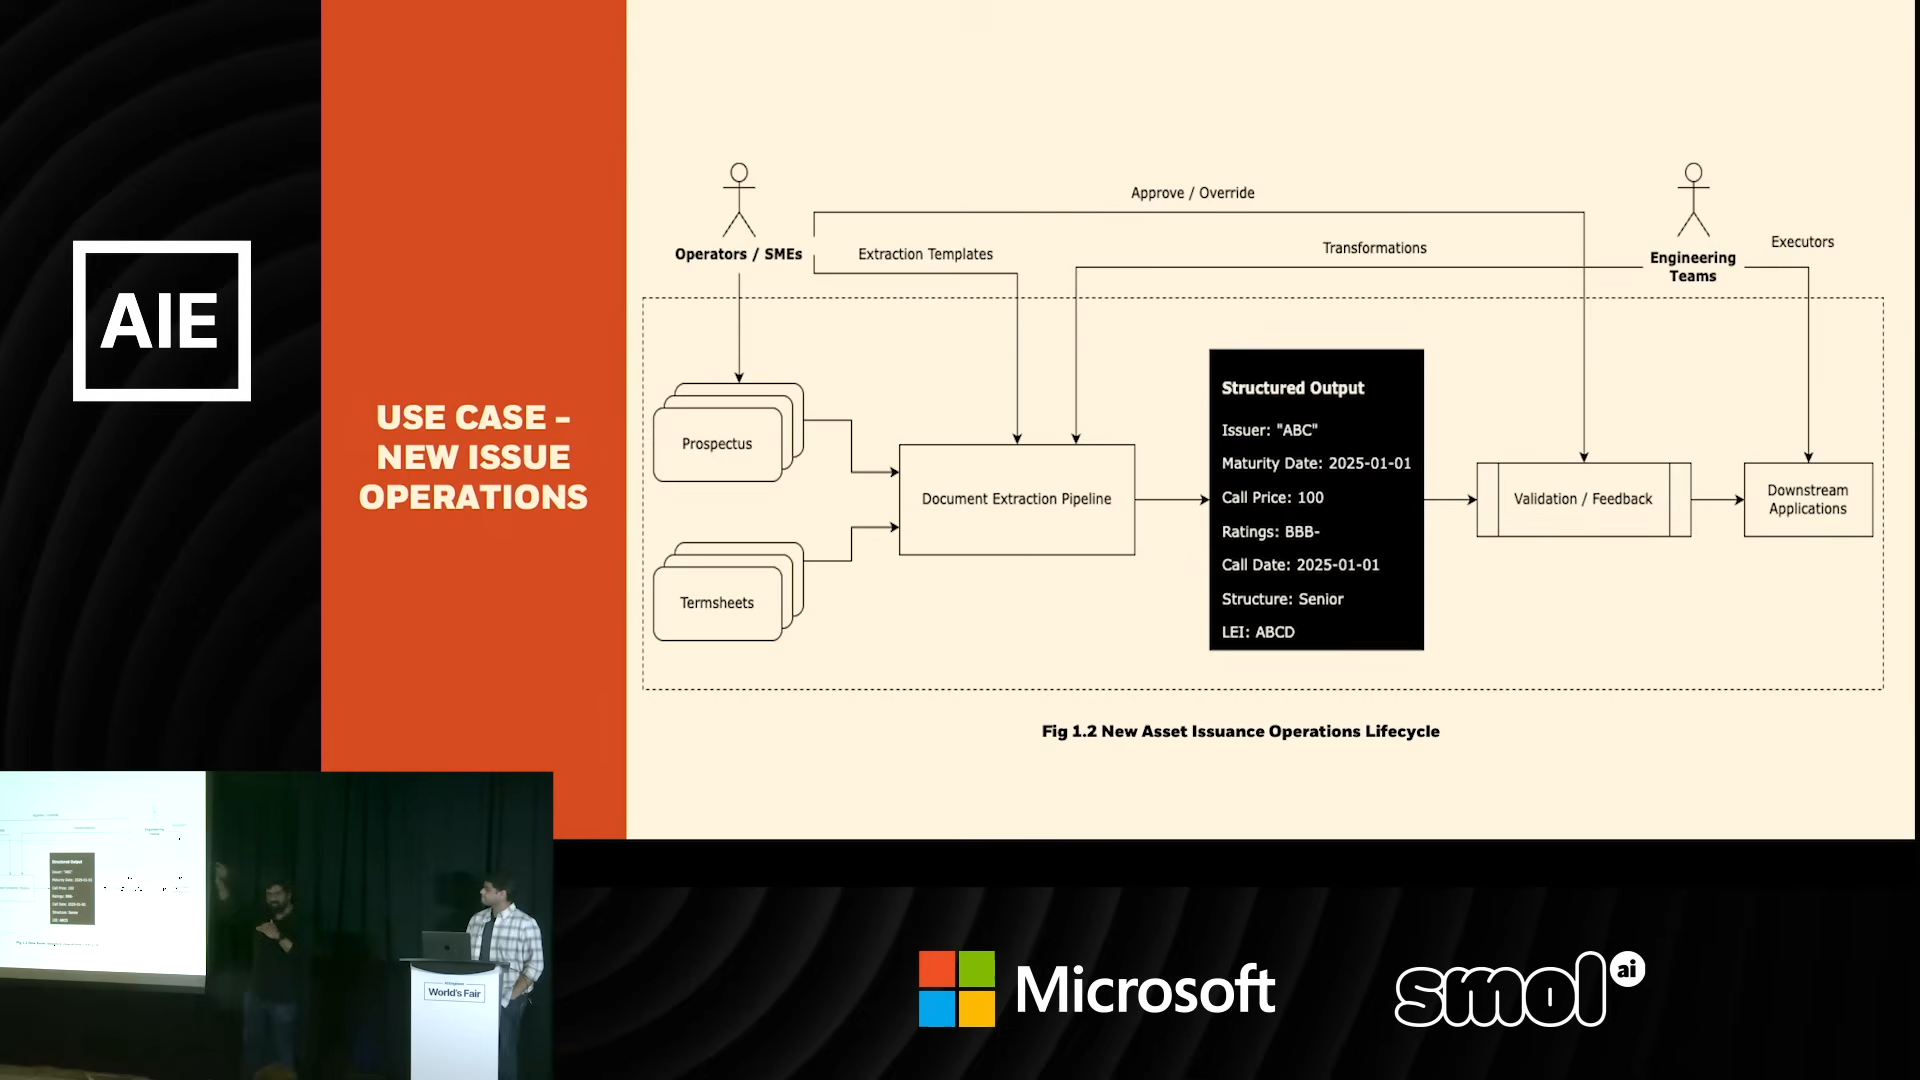 AIE
USE CASE -
NEW ISSUE
OPERATIONS
Approve / Override
Operators / SMEs
Extraction Templates
Transformations
Engineering
Teams
Executors
Prospectus
Termsheets
Document Extraction Pipeline
Structured Output
Issuer: "ABC"
Maturity Date: 2025-01-01
Call Price: 100
Ratings: BBB-
Call Date: 2025-01-01
Structure: Senior
LEI: ABCD
Validation / Feedback
Downstream
Applications
Fig 1.2 New Asset Issuance Operations Lifecycle
Structured Output
World's Fair
Microsoft
smol ai